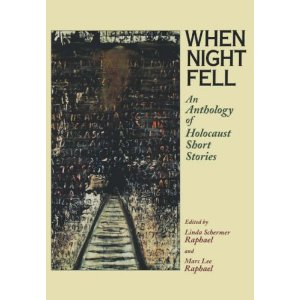 WHEN
NIGHT
FELL
An
Anthology
of
Holocaust
Short
Stories
Edited by
Linda Schermer
Raphael
and
Marc Lee
Raphael